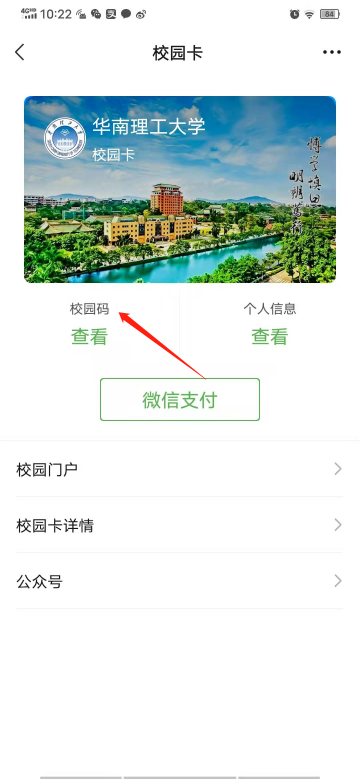 4G HD 10:22 84
校园卡
华南理工大学
校园卡
博学慎思
明辨笃行
校园码
个人信息
查看
查看
微信支付
校园门户
校园卡详情
公众号